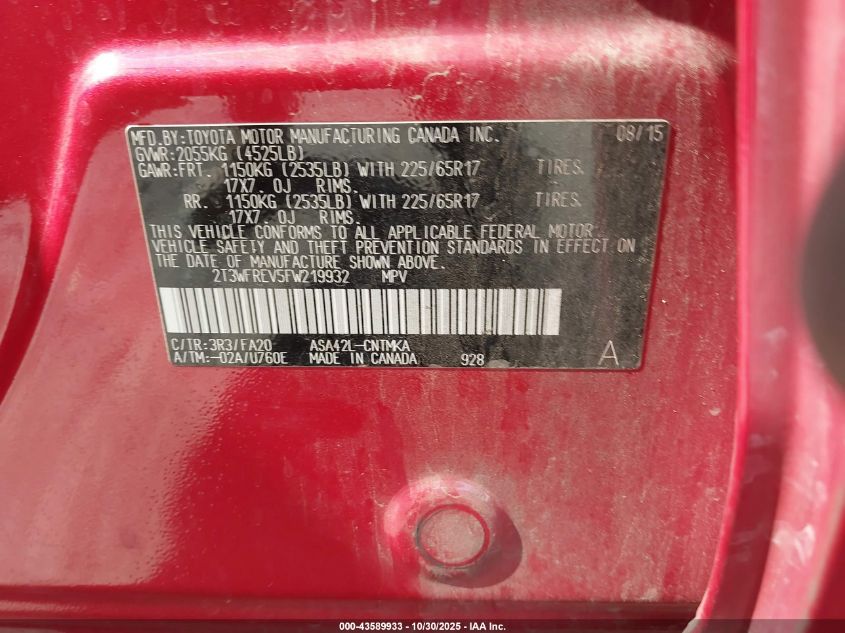 MFD.BY:TOYOTA MOTOR MANUFACTURING CANADA INC. 08/15
GVWR:2055KG (4525LB)
GAWR:FRT. 1150KG (2535LB) WITH 225/65R17 TIRES.
17X7.0J RIMS.
RR. 1150KG (2535LB) WITH 225/65R17 TIRES.
17X7.0J RIMS.
THIS VEHICLE CONFORMS TO ALL APPLICABLE FEDERAL MOTOR
VEHICLE SAFETY AND THEFT PREVENTION STANDARDS IN EFFECT ON
THE DATE OF MANUFACTURE SHOWN ABOVE.
2T3WFREV5FW219932 MPV
C/TR:3R3/FA20 ASA42L-CNTMKA
A/TM:-02A/U760E MADE IN CANADA 928 A
000-43589933 - 10/30/2025 - IAA Inc.